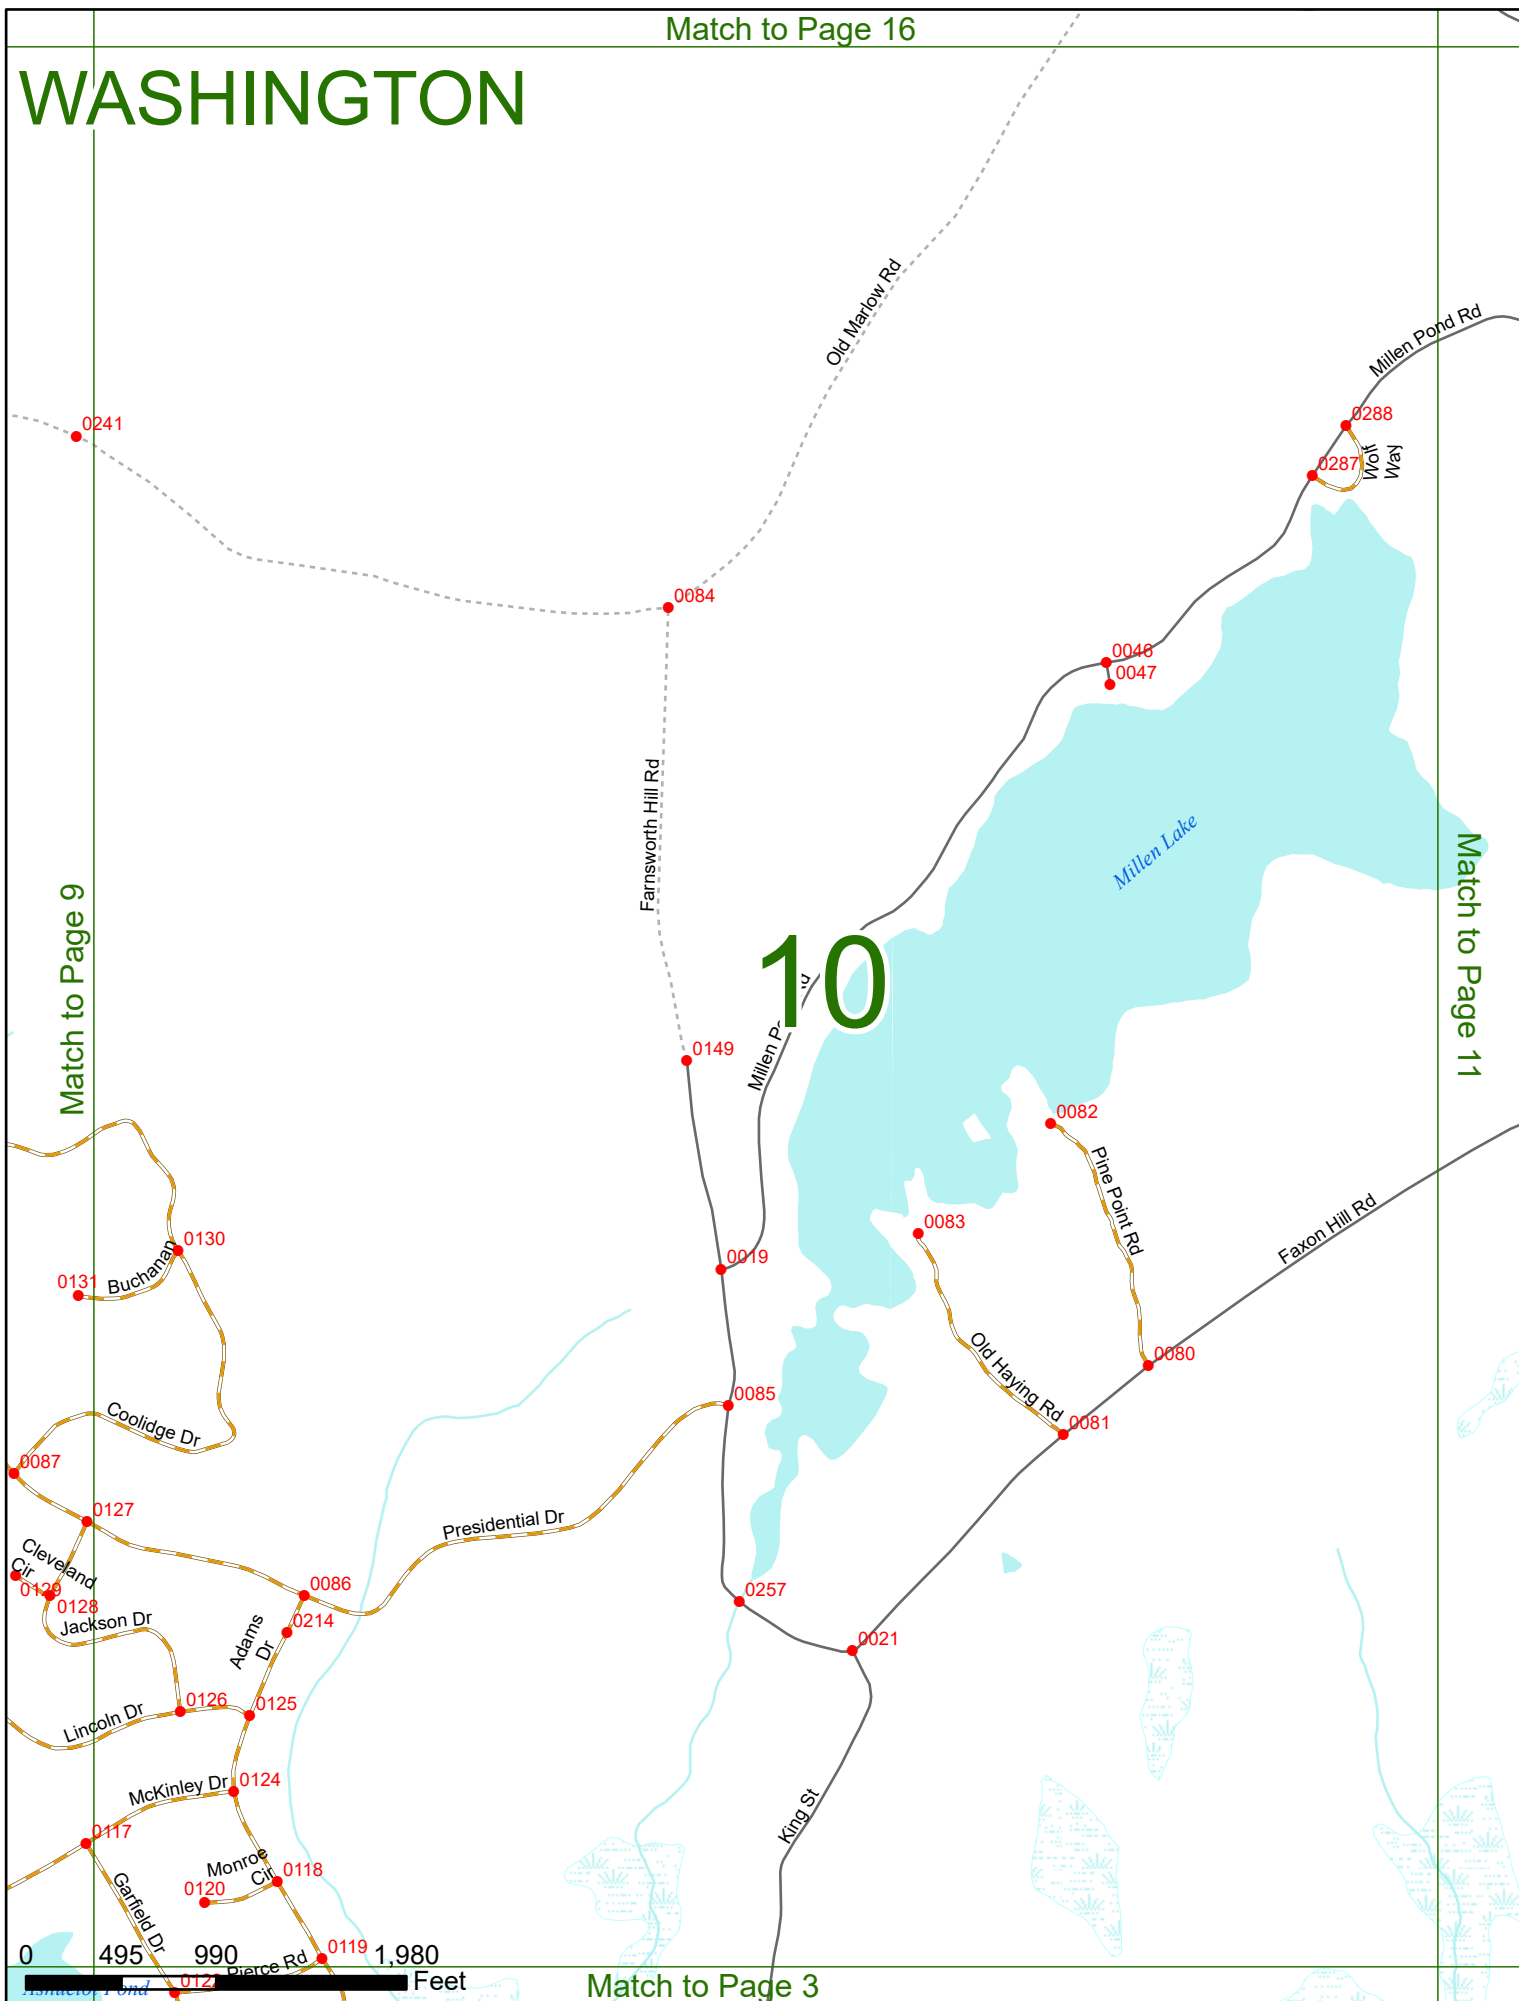 Match to Page 16
WASHINGTON
Old Marlow Rd
Millen Pond Rd
0241
0288
Wolf
Way
0287
0084
0046
0047
Farnsworth Hill Rd
Millen Lake
Match to Page 9
Match to Page 11
10
0149
0082
Pine Point Rd
0083
Faxon Hill Rd
0130
0019
Buchanan
0131
Old Haying Rd
0080
0085
Coolidge Dr
0081
0087
0127
Presidential Dr
Cleveland
Cir
0129
0128
0086
Jackson Dr
0214
Adams
Dr
0257
0021
0126
0125
Lincoln Dr
McKinley Dr
0124
King St
0117
Monroe
Cir
0118
0120
Garfield Dr
0119
Pierce Rd
0 495 990 1,980
Feet
Ashuelot Pond
Match to Page 3